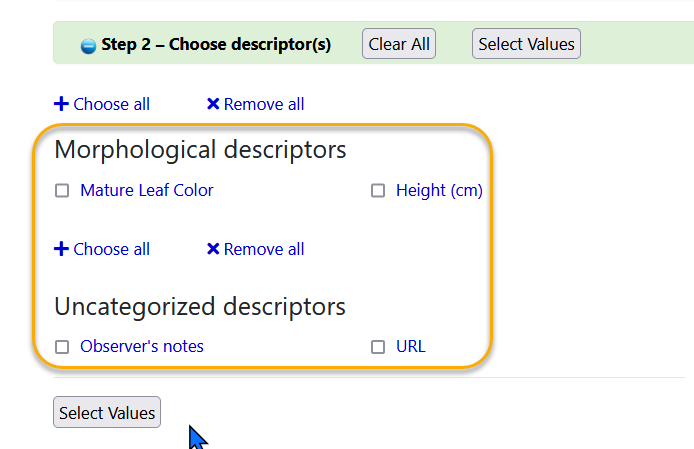 Step 2 – Choose descriptor(s) Clear All Select Values
Choose all Remove all
Morphological descriptors
Mature Leaf Color Height (cm)
Choose all Remove all
Uncategorized descriptors
Observer's notes URL
Select Values